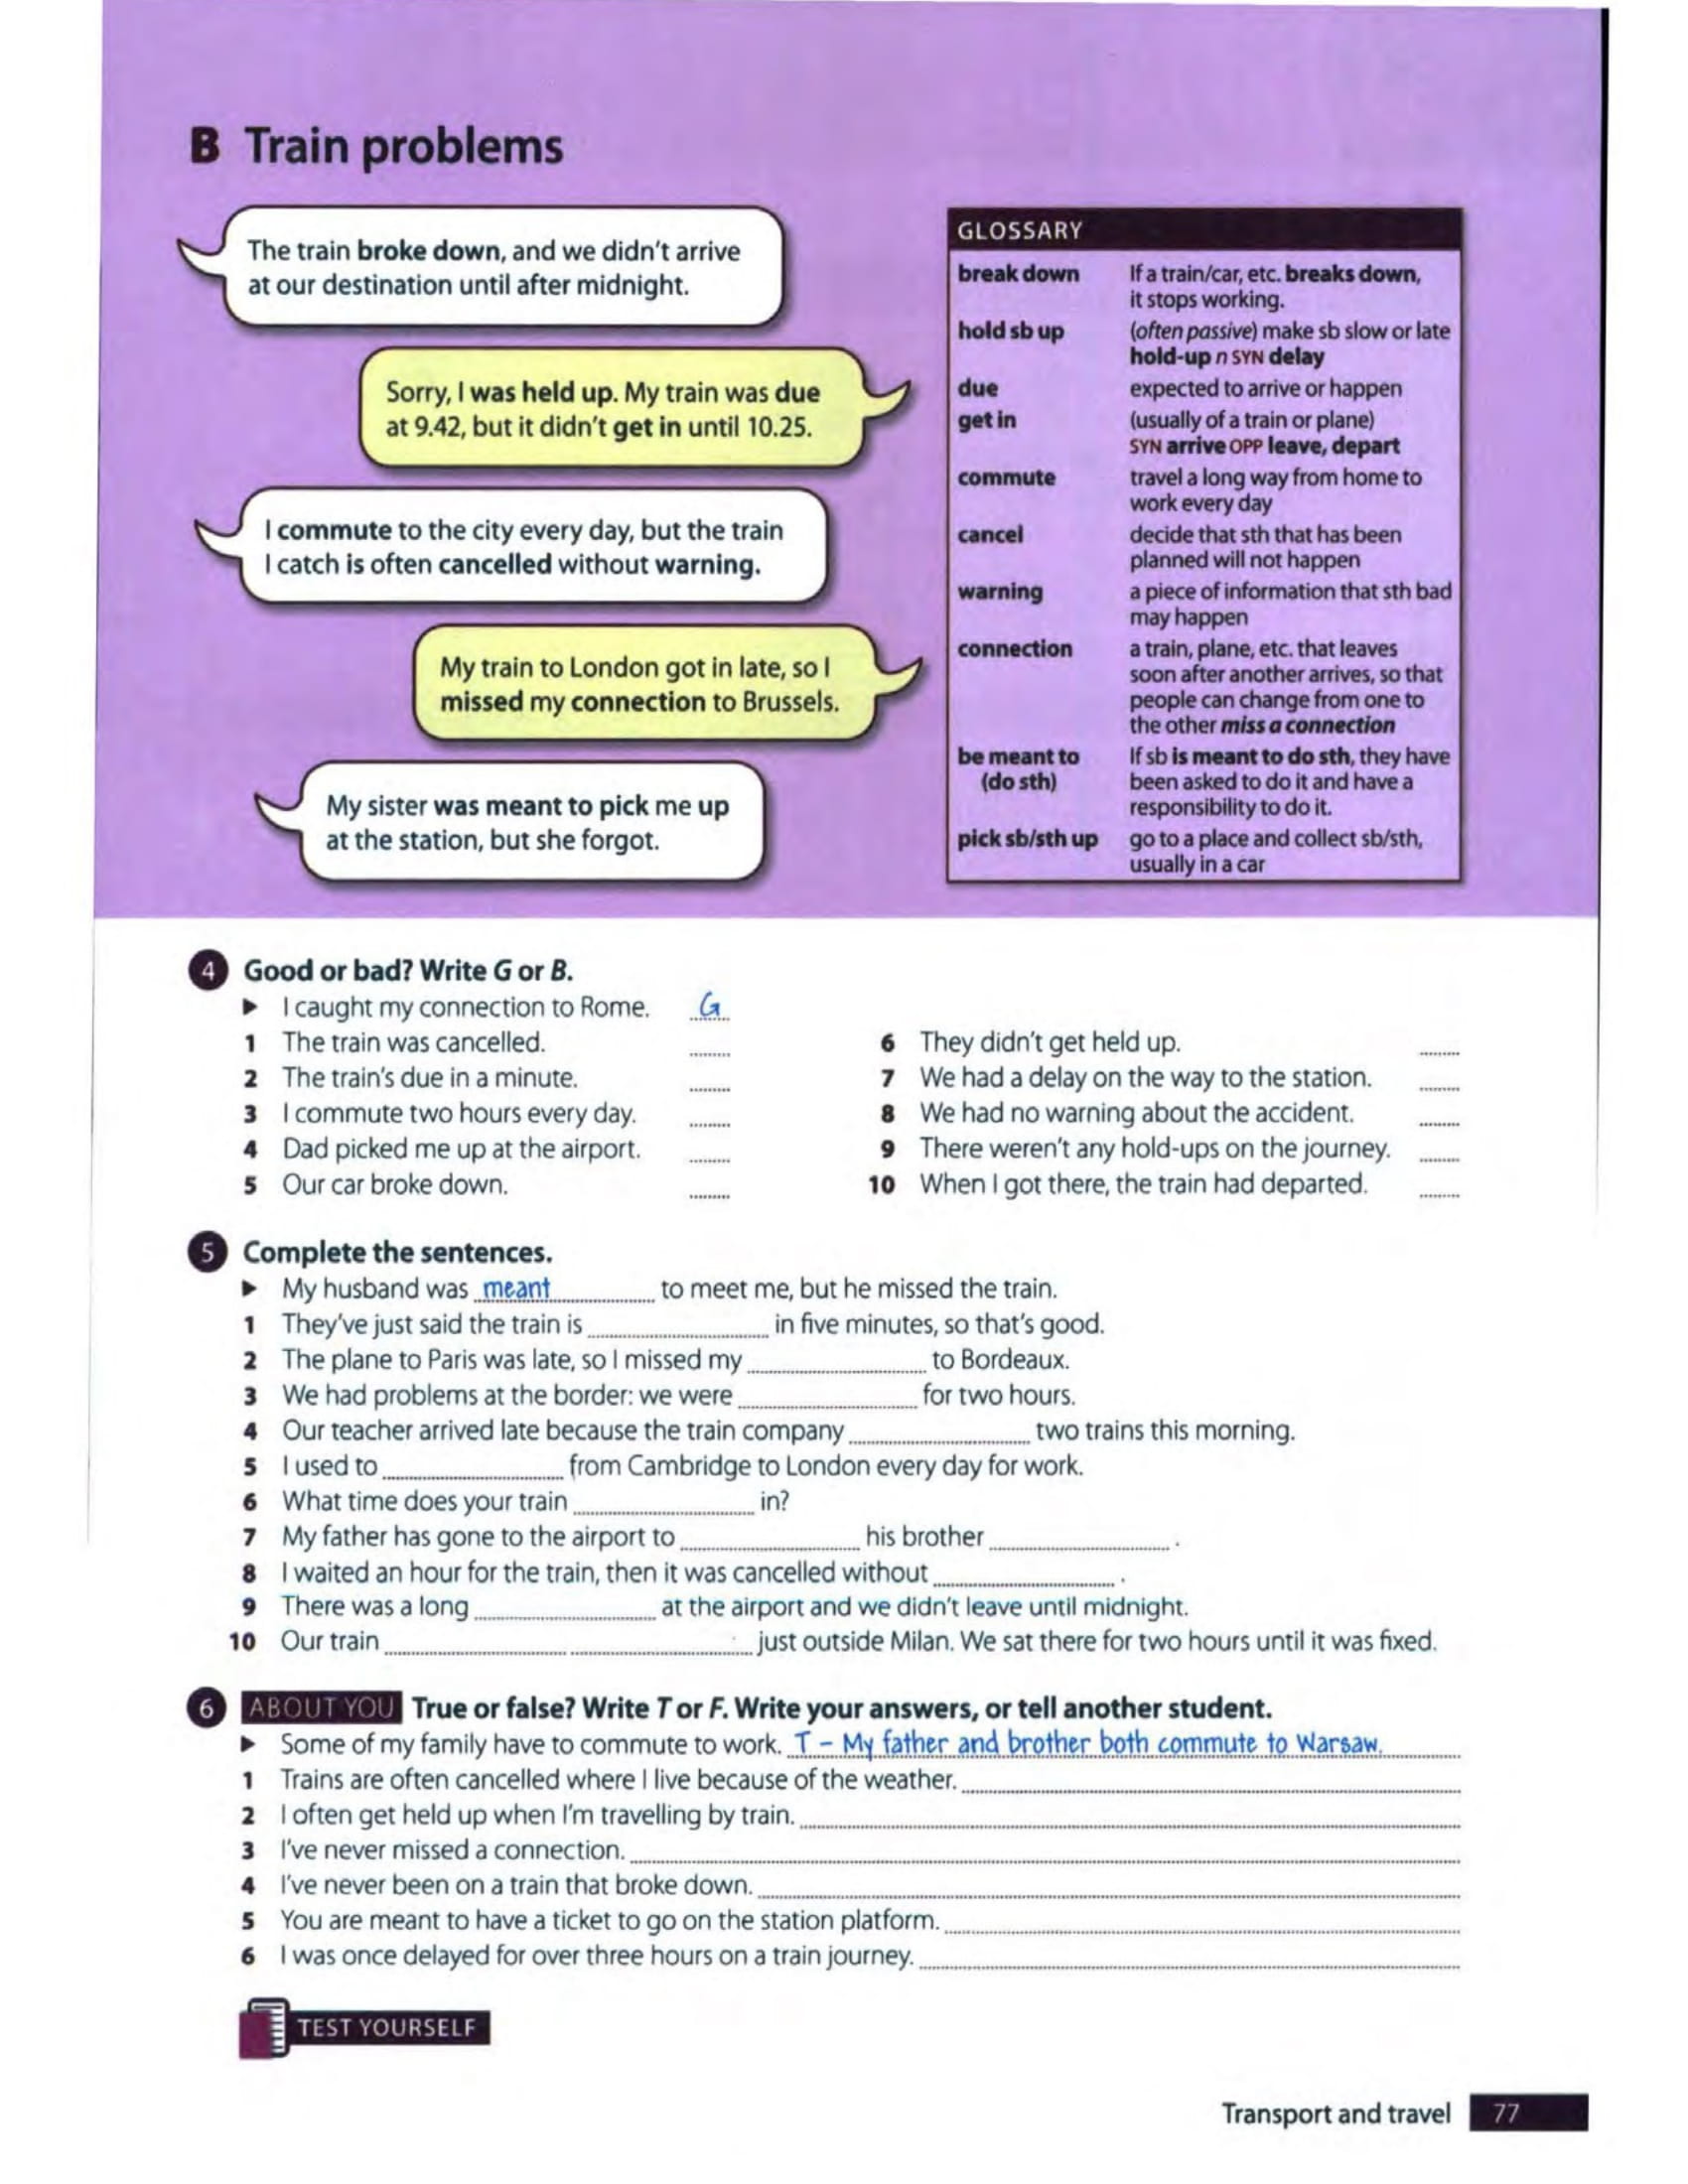 B Train problems
The train broke down, and we didn't arrive
at our destination until after midnight.
Sorry, I was held up. My train was due
at 9.42, but it didn't get in until 10.25.
I commute to the city every day, but the train
I catch is often cancelled without warning.
My train to London got in late, so I
missed my connection to Brussels.
My sister was meant to pick me up
at the station, but she forgot.
GLOSSARY
break down If a train/car, etc. breaks down,
it stops working.
hold sb up (often passive) make sb slow or late
hold-up n SYN delay
due expected to arrive or happen
get in (usually of a train or plane)
SYN arrive OPP leave, depart
commute travel a long way from home to
work every day
cancel decide that sth that has been
planned will not happen
warning a piece of information that sth bad
may happen
connection a train, plane, etc. that leaves
soon after another arrives, so that
people can change from one to
the other miss a connection
be meant to If sb is meant to do sth, they have
(do sth) been asked to do it and have a
responsibility to do it.
pick sb/sth up go to a place and collect sb/sth,
usually in a car
4 Good or bad? Write G or B.
► I caught my connection to Rome. G
1 The train was cancelled.
2 The train's due in a minute.
3 I commute two hours every day.
4 Dad picked me up at the airport.
5 Our car broke down.
6 They didn't get held up.
7 We had a delay on the way to the station.
8 We had no warning about the accident.
9 There weren't any hold-ups on the journey.
10 When I got there, the train had departed.
5 Complete the sentences.
► My husband was meant to meet me, but he missed the train.
1 They've just said the train is in five minutes, so that's good.
2 The plane to Paris was late, so I missed my to Bordeaux.
3 We had problems at the border: we were for two hours.
4 Our teacher arrived late because the train company two trains this morning.
5 I used to from Cambridge to London every day for work.
6 What time does your train in?
7 My father has gone to the airport to his brother .
8 I waited an hour for the train, then it was cancelled without .
9 There was a long at the airport and we didn't leave until midnight.
10 Our train just outside Milan. We sat there for two hours until it was fixed.
6 ABOUT YOU True or false? Write T or F. Write your answers, or tell another student.
► Some of my family have to commute to work. T – My father and brother both commute to Warsaw.
1 Trains are often cancelled where I live because of the weather.
2 I often get held up when I'm travelling by train.
3 I've never missed a connection.
4 I've never been on a train that broke down.
5 You are meant to have a ticket to go on the station platform.
6 I was once delayed for over three hours on a train journey.
TEST YOURSELF
Transport and travel 77